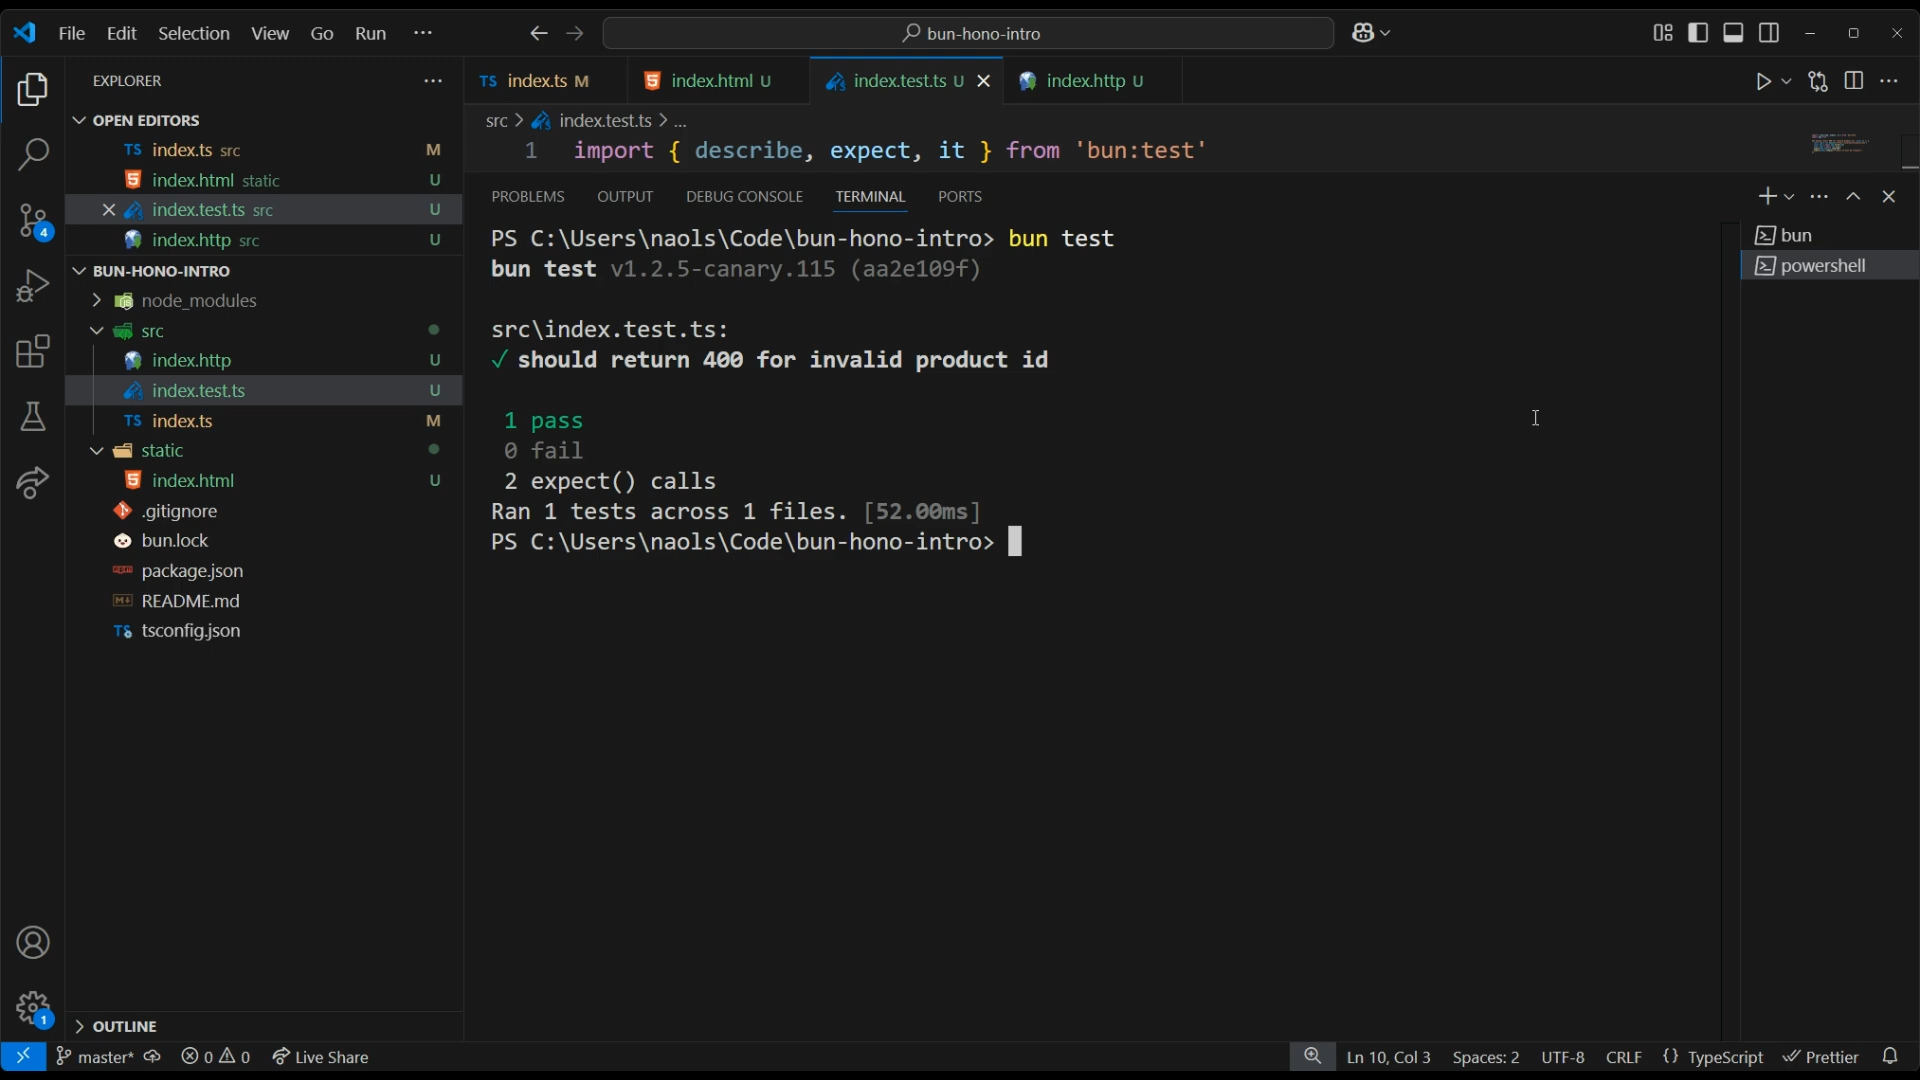 File Edit Selection View Go Run ···
bun-hono-intro
EXPLORER
OPEN EDITORS
TS index.ts src M
index.html static U
index.test.ts src U
index.http src U
BUN-HONO-INTRO
node_modules
src
index.http U
index.test.ts U
TS index.ts M
static
index.html U
.gitignore
bun.lock
package.json
README.md
tsconfig.json
OUTLINE
TS index.ts M index.html U index.test.ts U index.http U
src > index.test.ts > ...
1 import { describe, expect, it } from 'bun:test'
PROBLEMS OUTPUT DEBUG CONSOLE TERMINAL PORTS
PS C:\Users\naols\Code\bun-hono-intro> bun test
bun test v1.2.5-canary.115 (aa2e109f)
src\index.test.ts:
✓ should return 400 for invalid product id
1 pass
0 fail
2 expect() calls
Ran 1 tests across 1 files. [52.00ms]
PS C:\Users\naols\Code\bun-hono-intro>
bun
powershell
4
1
master* 0 0 Live Share Ln 10, Col 3 Spaces: 2 UTF-8 CRLF {} TypeScript Prettier